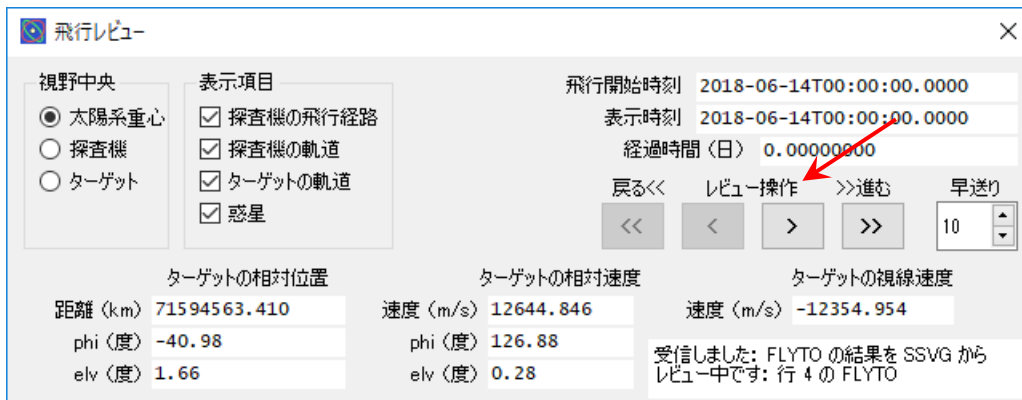 飛行レビュー
視野中央
太陽系重心
探査機
ターゲット
表示項目
探査機の飛行経路
探査機の軌道
ターゲットの軌道
惑星
飛行開始時刻 2018-06-14T00:00:00.0000
表示時刻 2018-06-14T00:00:00.0000
経過時間（日） 0.00000000
戻る<< レビュー操作 >>進む 早送り
<< < > >> 10
ターゲットの相対位置
距離（km） 71594563.410
phi（度） -40.98
elv（度） 1.66
ターゲットの相対速度
速度（m/s） 12644.846
phi（度） 126.88
elv（度） 0.28
ターゲットの視線速度
速度（m/s） -12354.954
受信しました: FLYTO の結果を SSVG から
レビュー中です: 行 4 の FLYTO